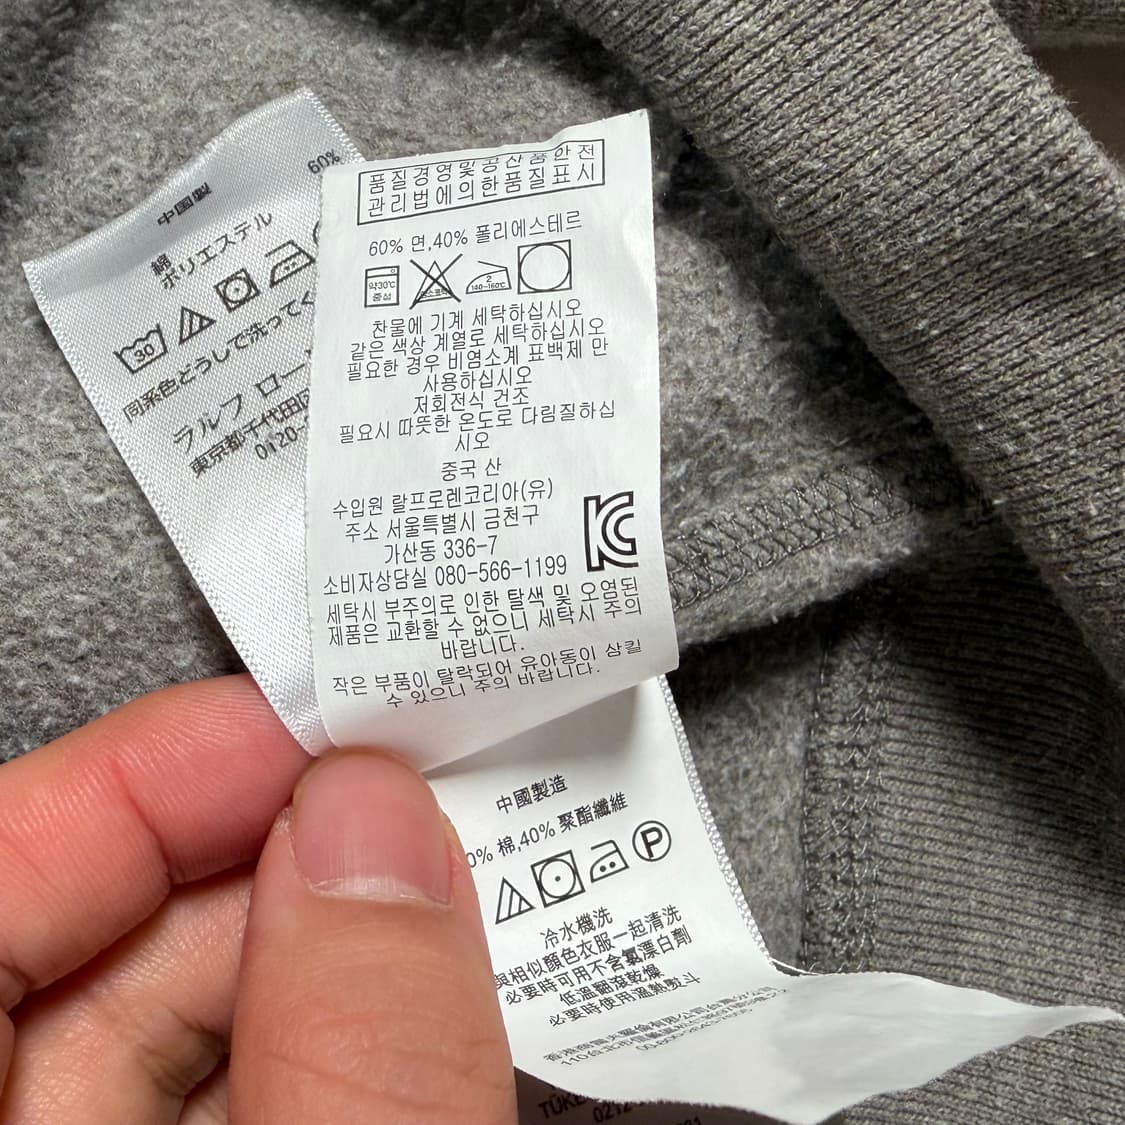 60%
中国製
綿
ポリエステル
30
同系色どうしで洗ってく
ラルフ ロー
東京都千代田区
0120-
품질경영및공산품안전
관리법에의한품질표시
60% 면,40% 폴리에스테르
약30℃
중성
2
140~160℃
찬물에 기계 세탁하십시오
같은 색상 계열로 세탁하십시오
필요한 경우 비염소계 표백제 만
사용하십시오
저회전식 건조
필요시 따뜻한 온도로 다림질하십
시오
중국 산
수입원 랄프로렌코리아(유)
주소 서울특별시 금천구
가산동 336-7
소비자상담실 080-566-1199
세탁시 부주의로 인한 탈색 및 오염된
제품은 교환할 수 없으니 세탁시 주의
바랍니다.
작은 부품이 탈락되어 유아동이 삼킬
수 있으니 주의 바랍니다.
中國製造
0% 棉,40% 聚酯纖維
P
冷水機洗
與相似顏色衣服一起清洗
必要時可用不含氯漂白劑
低溫翻滾乾燥
必要時使用溫熱熨斗
TÜKE
0212